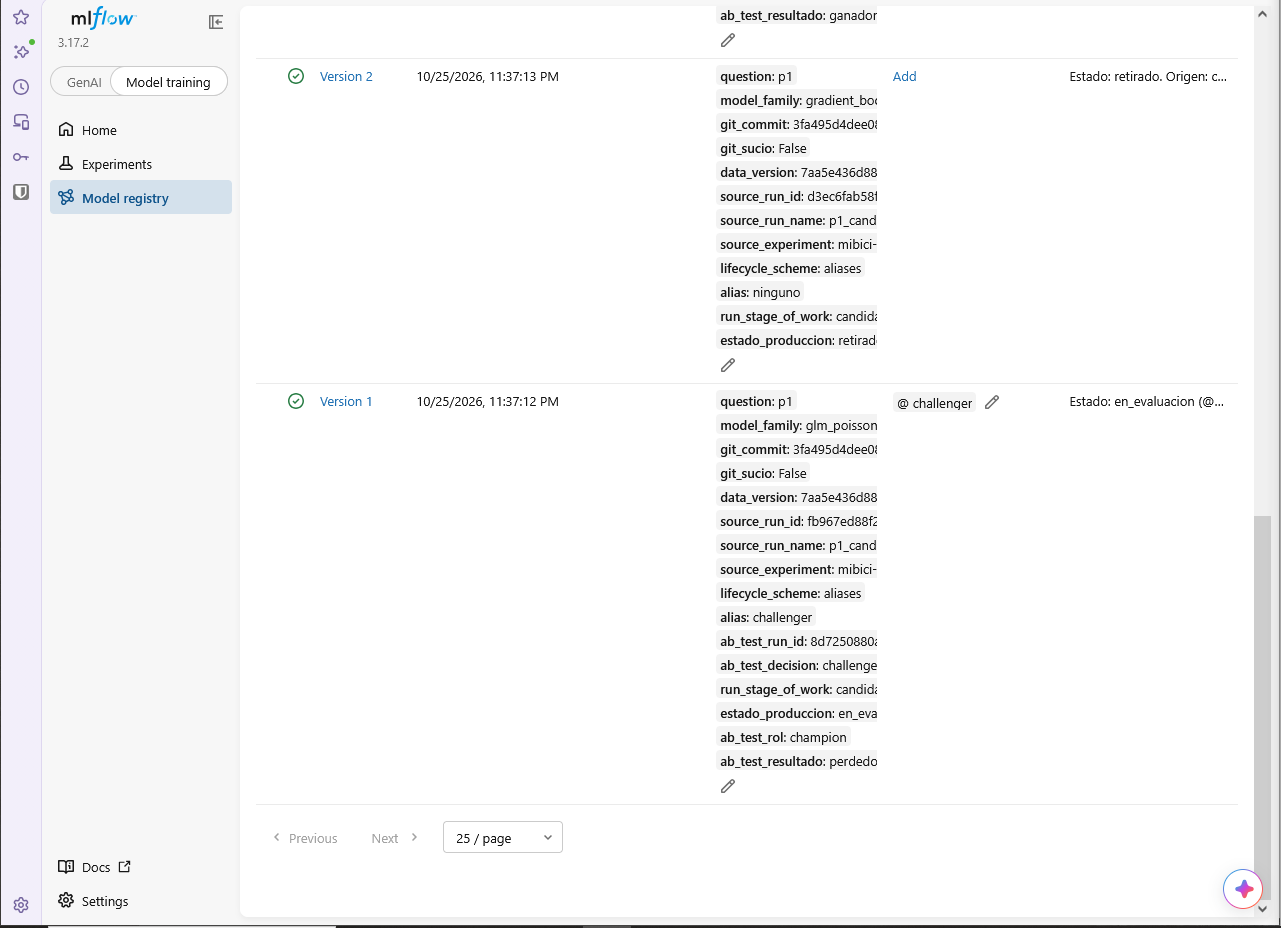 mlflow
3.17.2
GenAI
Model training
Home
Experiments
Model registry
Docs
Settings
ab_test_resultado: ganador
Version 2
10/25/2026, 11:37:13 PM
question: p1
model_family: gradient_boo
git_commit: 3fa495d4dee08
git_sucio: False
data_version: 7aa5e436d88
source_run_id: d3ec6fab58f
source_run_name: p1_cand
source_experiment: mibici-
lifecycle_scheme: aliases
alias: ninguno
run_stage_of_work: candida
estado_produccion: retirad
Add
Estado: retirado. Origen: c...
Version 1
10/25/2026, 11:37:12 PM
question: p1
model_family: glm_poisson
git_commit: 3fa495d4dee08
git_sucio: False
data_version: 7aa5e436d88
source_run_id: fb967ed88f2
source_run_name: p1_cand
source_experiment: mibici-
lifecycle_scheme: aliases
alias: challenger
ab_test_run_id: 8d7250880a
ab_test_decision: challenge
run_stage_of_work: candida
estado_produccion: en_eva
ab_test_rol: champion
ab_test_resultado: perdedo
@ challenger
Estado: en_evaluacion (@...
Previous
Next
25 / page